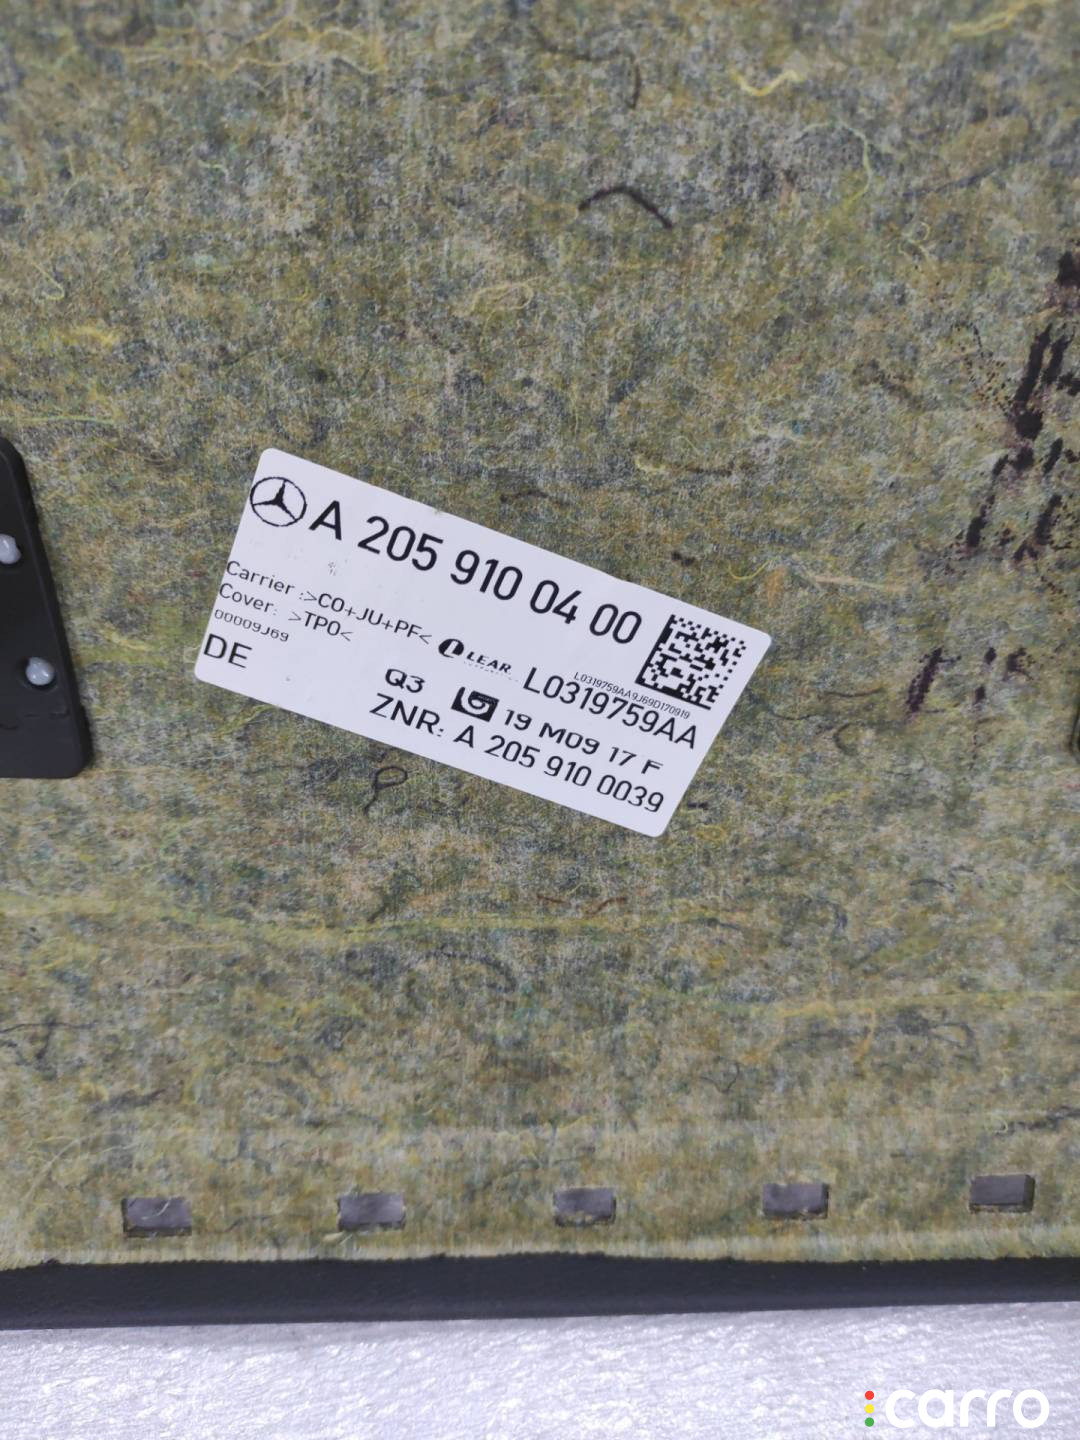 A 205 910 04 00
Carrier :>CO+JU+PF<
Cover: >TPO<
00009J69
DE
LEAR
L0319759AA9J69D170919
L0319759AA
Q3
19 M09 17 F
ZNR: A 205 910 0039
carro